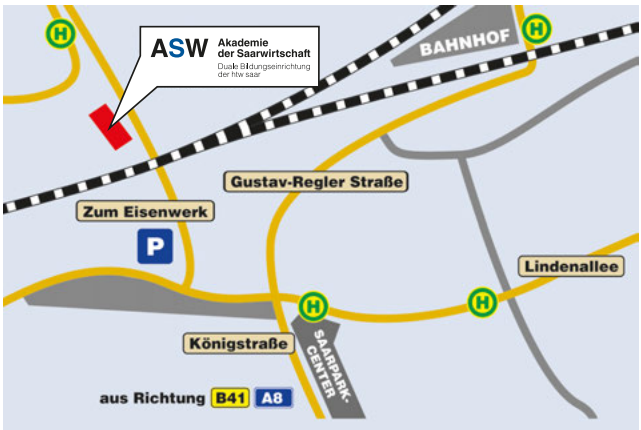 H
H
ASW Akademie
der Saarwirtschaft
Duale Bildungseinrichtung
der htw saar
BAHNHOF
Gustav-Regler Straße
Zum Eisenwerk
P
Lindenallee
H
H
Königstraße
SAARPARK-
CENTER
aus Richtung B41 A8